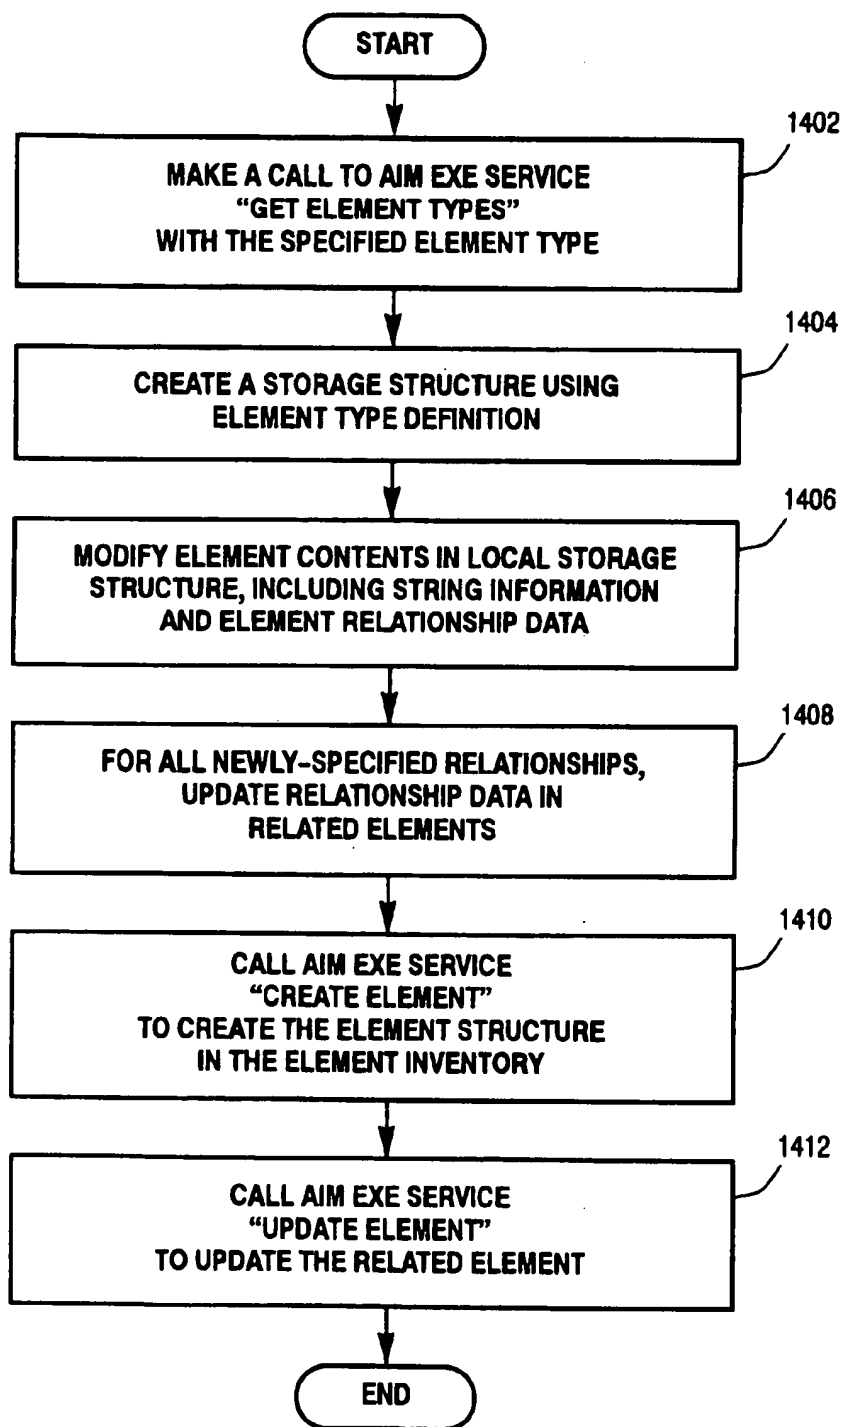 START
1402
MAKE A CALL TO AIM EXE SERVICE
“GET ELEMENT TYPES”
WITH THE SPECIFIED ELEMENT TYPE
1404
CREATE A STORAGE STRUCTURE USING
ELEMENT TYPE DEFINITION
1406
MODIFY ELEMENT CONTENTS IN LOCAL STORAGE
STRUCTURE, INCLUDING STRING INFORMATION
AND ELEMENT RELATIONSHIP DATA
1408
FOR ALL NEWLY-SPECIFIED RELATIONSHIPS,
UPDATE RELATIONSHIP DATA IN
RELATED ELEMENTS
1410
CALL AIM EXE SERVICE
“CREATE ELEMENT”
TO CREATE THE ELEMENT STRUCTURE
IN THE ELEMENT INVENTORY
1412
CALL AIM EXE SERVICE
“UPDATE ELEMENT”
TO UPDATE THE RELATED ELEMENT
END